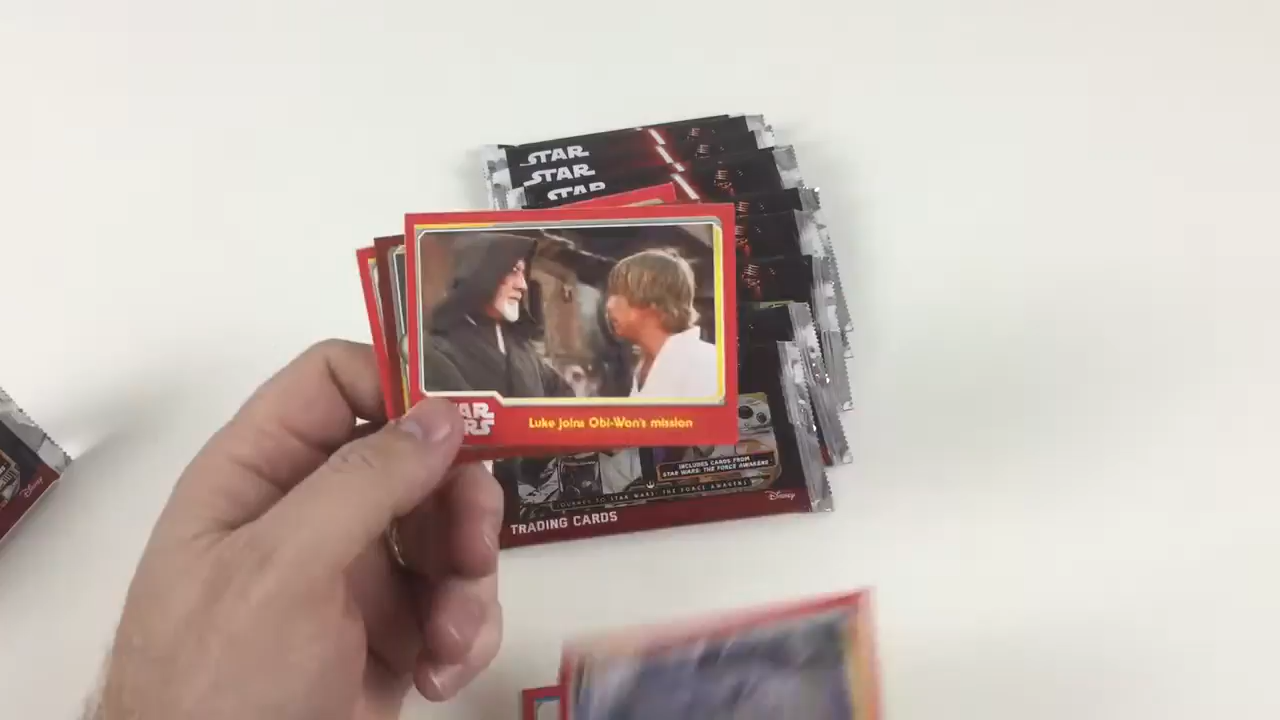 STAR
STAR
STAR
STAR
WARS
Luke joins Obi-Wan's mission
INCLUDES CARDS FROM
STAR WARS: THE FORCE AWAKENS
JOURNEY TO STAR WARS: THE FORCE AWAKENS
Disney
TRADING CARDS
Disney